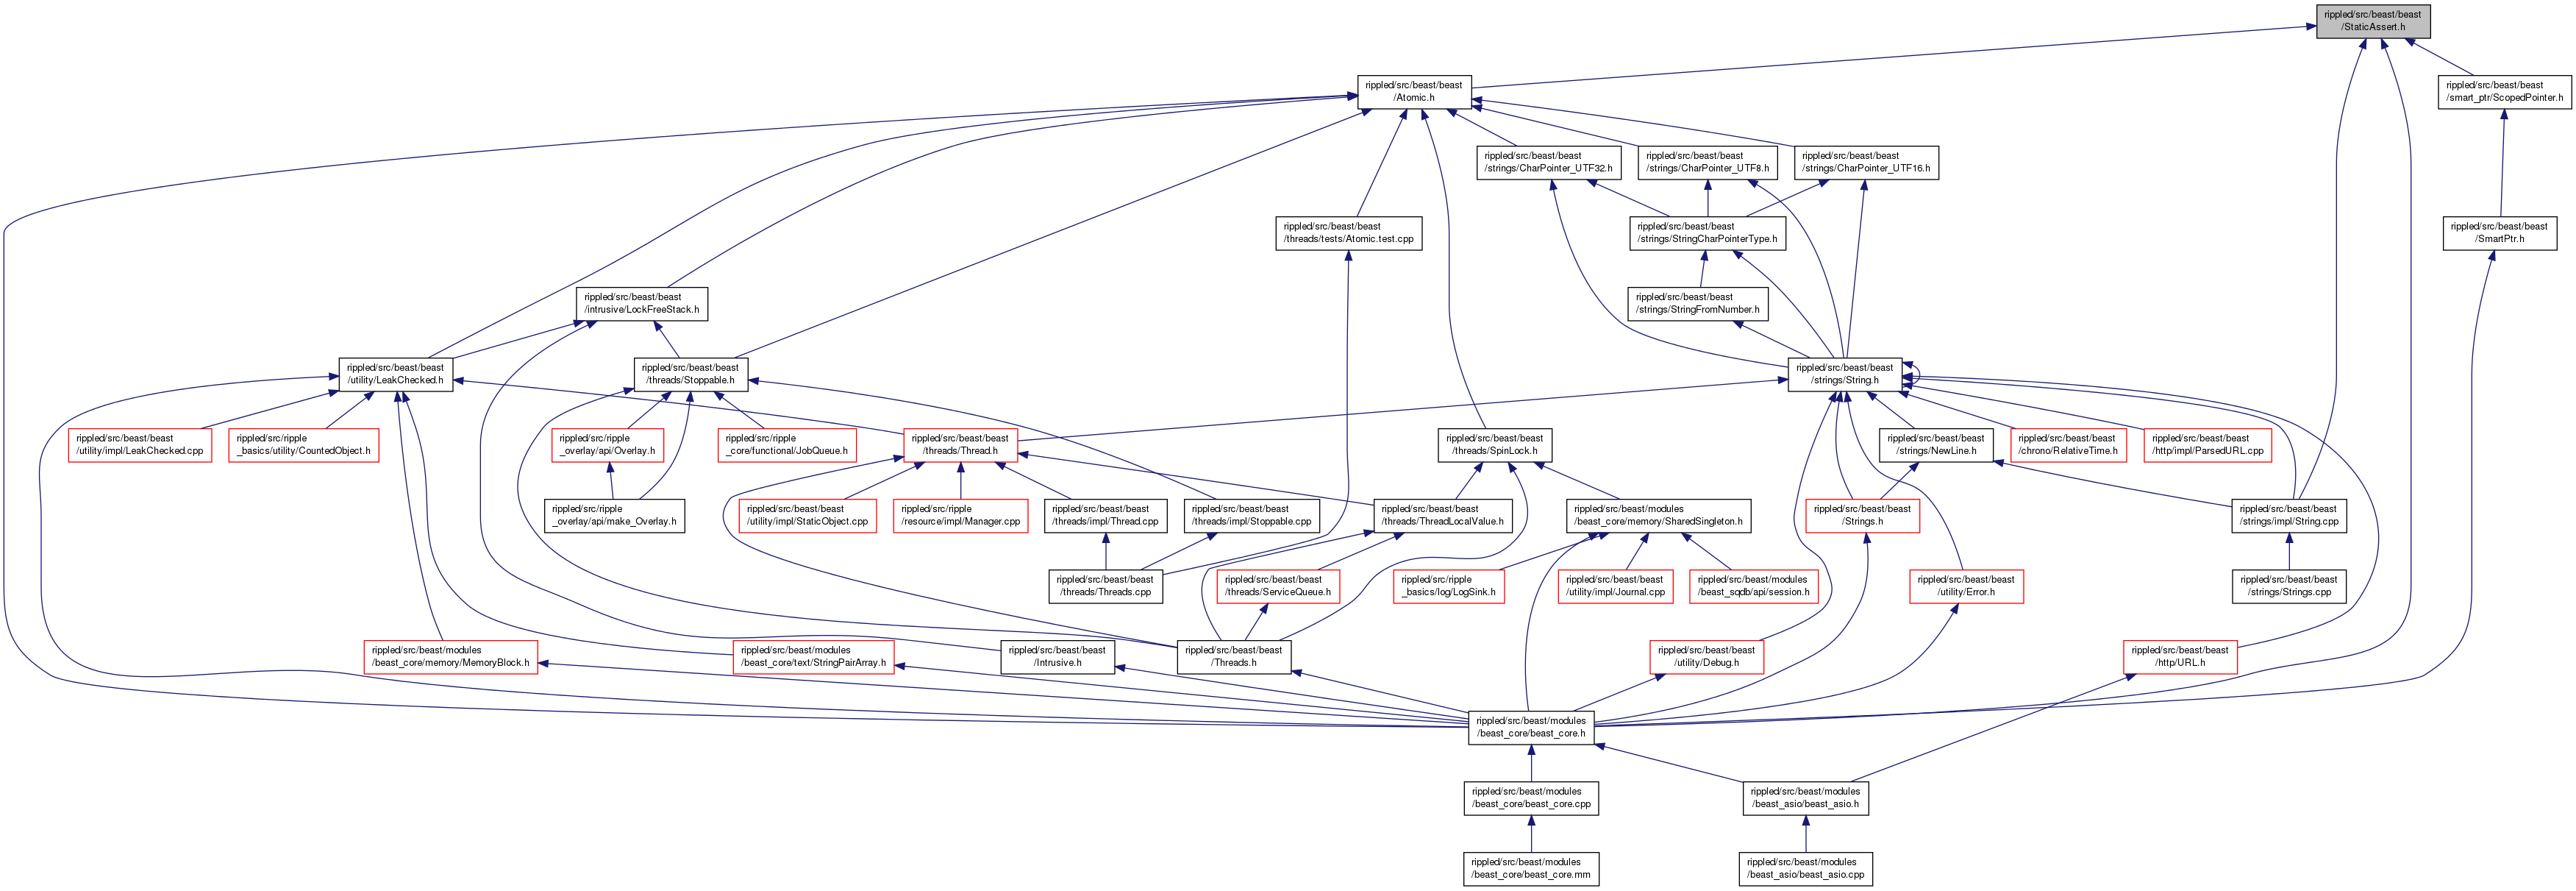 rippled/src/beast/beast
/StaticAssert.h
rippled/src/beast/beast
/Atomic.h
rippled/src/beast/beast
/smart_ptr/ScopedPointer.h
rippled/src/beast/beast
/strings/CharPointer_UTF32.h
rippled/src/beast/beast
/strings/CharPointer_UTF8.h
rippled/src/beast/beast
/strings/CharPointer_UTF16.h
rippled/src/beast/beast
/threads/tests/Atomic.test.cpp
rippled/src/beast/beast
/strings/StringCharPointerType.h
rippled/src/beast/beast
/SmartPtr.h
rippled/src/beast/beast
/intrusive/LockFreeStack.h
rippled/src/beast/beast
/strings/StringFromNumber.h
rippled/src/beast/beast
/utility/LeakChecked.h
rippled/src/beast/beast
/threads/Stoppable.h
rippled/src/beast/beast
/strings/String.h
rippled/src/beast/beast
/utility/impl/LeakChecked.cpp
rippled/src/ripple
_basics/utility/CountedObject.h
rippled/src/ripple
_overlay/api/Overlay.h
rippled/src/ripple
_core/functional/JobQueue.h
rippled/src/beast/beast
/threads/Thread.h
rippled/src/beast/beast
/threads/SpinLock.h
rippled/src/beast/beast
/strings/NewLine.h
rippled/src/beast/beast
/chrono/RelativeTime.h
rippled/src/beast/beast
/http/impl/ParsedURL.cpp
rippled/src/ripple
_overlay/api/make_Overlay.h
rippled/src/beast/beast
/utility/impl/StaticObject.cpp
rippled/src/ripple
/resource/impl/Manager.cpp
rippled/src/beast/beast
/threads/impl/Thread.cpp
rippled/src/beast/beast
/threads/impl/Stoppable.cpp
rippled/src/beast/beast
/threads/ThreadLocalValue.h
rippled/src/beast/modules
/beast_core/memory/SharedSingleton.h
rippled/src/beast/beast
/Strings.h
rippled/src/beast/beast
/strings/impl/String.cpp
rippled/src/beast/beast
/threads/Threads.cpp
rippled/src/beast/beast
/threads/ServiceQueue.h
rippled/src/ripple
_basics/log/LogSink.h
rippled/src/beast/beast
/utility/impl/Journal.cpp
rippled/src/beast/modules
/beast_sqdb/api/session.h
rippled/src/beast/beast
/utility/Error.h
rippled/src/beast/beast
/strings/Strings.cpp
rippled/src/beast/modules
/beast_core/memory/MemoryBlock.h
rippled/src/beast/modules
/beast_core/text/StringPairArray.h
rippled/src/beast/beast
/Intrusive.h
rippled/src/beast/beast
/Threads.h
rippled/src/beast/beast
/utility/Debug.h
rippled/src/beast/beast
/http/URL.h
rippled/src/beast/modules
/beast_core/beast_core.h
rippled/src/beast/modules
/beast_core/beast_core.cpp
rippled/src/beast/modules
/beast_asio/beast_asio.h
rippled/src/beast/modules
/beast_core/beast_core.mm
rippled/src/beast/modules
/beast_asio/beast_asio.cpp